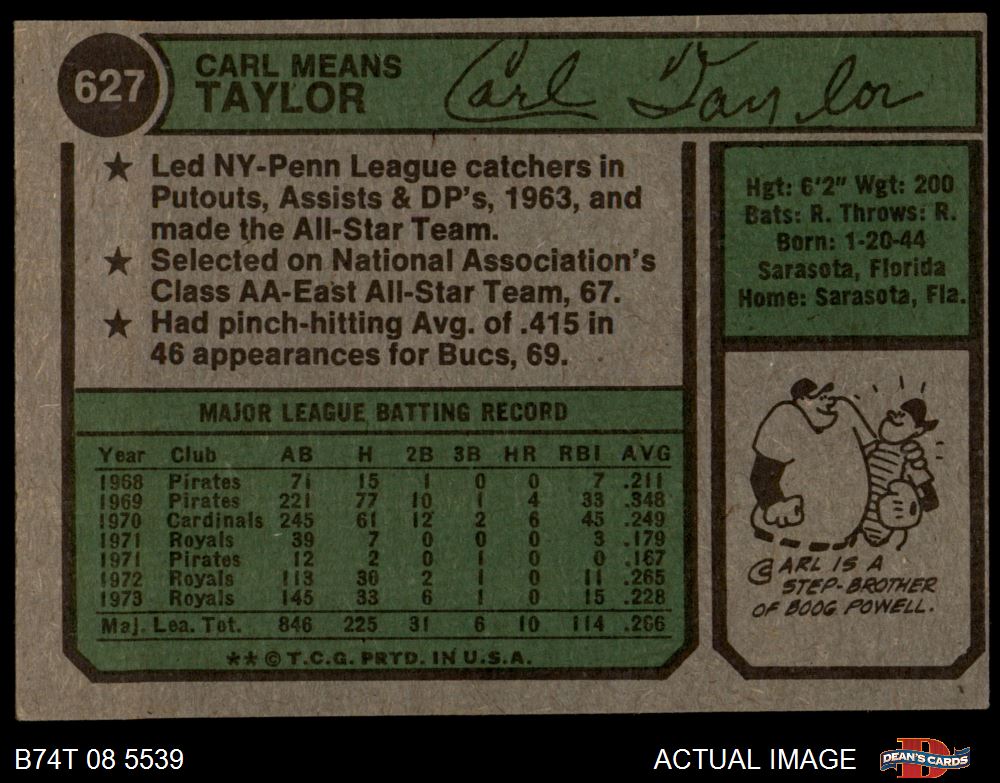 627
CARL MEANS
TAYLOR
Carl Taylor
★ Led NY-Penn League catchers in
Putouts, Assists & DP's, 1963, and
made the All-Star Team.
★ Selected on National Association's
Class AA-East All-Star Team, 67.
★ Had pinch-hitting Avg. of .415 in
46 appearances for Bucs, 69.
Hgt: 6'2" Wgt: 200
Bats: R. Throws: R.
Born: 1-20-44
Sarasota, Florida
Home: Sarasota, Fla.
MAJOR LEAGUE BATTING RECORD
Year Club AB H 2B 3B HR RBI AVG
1968 Pirates 71 15 1 0 0 7 .211
1969 Pirates 221 77 10 1 4 33 .348
1970 Cardinals 245 61 12 2 6 45 .249
1971 Royals 39 7 0 0 0 3 .179
1971 Pirates 12 2 0 1 0 0 .167
1972 Royals 113 30 2 1 0 11 .265
1973 Royals 145 33 6 1 0 15 .228
Maj. Lea. Tot. 846 225 31 6 10 114 .266
** © T.C.G. PRTD. IN U.S.A.
CARL IS A
STEP-BROTHER
OF BOOG POWELL.
B74T 08 5539
ACTUAL IMAGE
DEAN'S CARDS